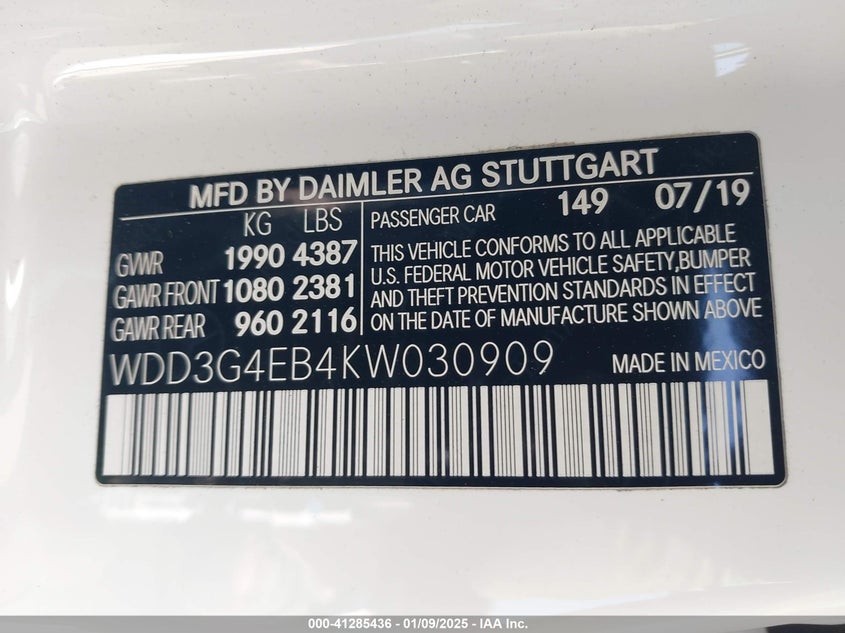 MFD BY DAIMLER AG STUTTGART
KG LBS
GVWR 1990 4387
GAWR FRONT 1080 2381
GAWR REAR 960 2116
PASSENGER CAR 149 07/19
THIS VEHICLE CONFORMS TO ALL APPLICABLE
U.S. FEDERAL MOTOR VEHICLE SAFETY,BUMPER
AND THEFT PREVENTION STANDARDS IN EFFECT
ON THE DATE OF MANUFACTURE SHOWN ABOVE
WDD3G4EB4KW030909 MADE IN MEXICO
000-41285436 - 01/09/2025 - © IAA Inc.